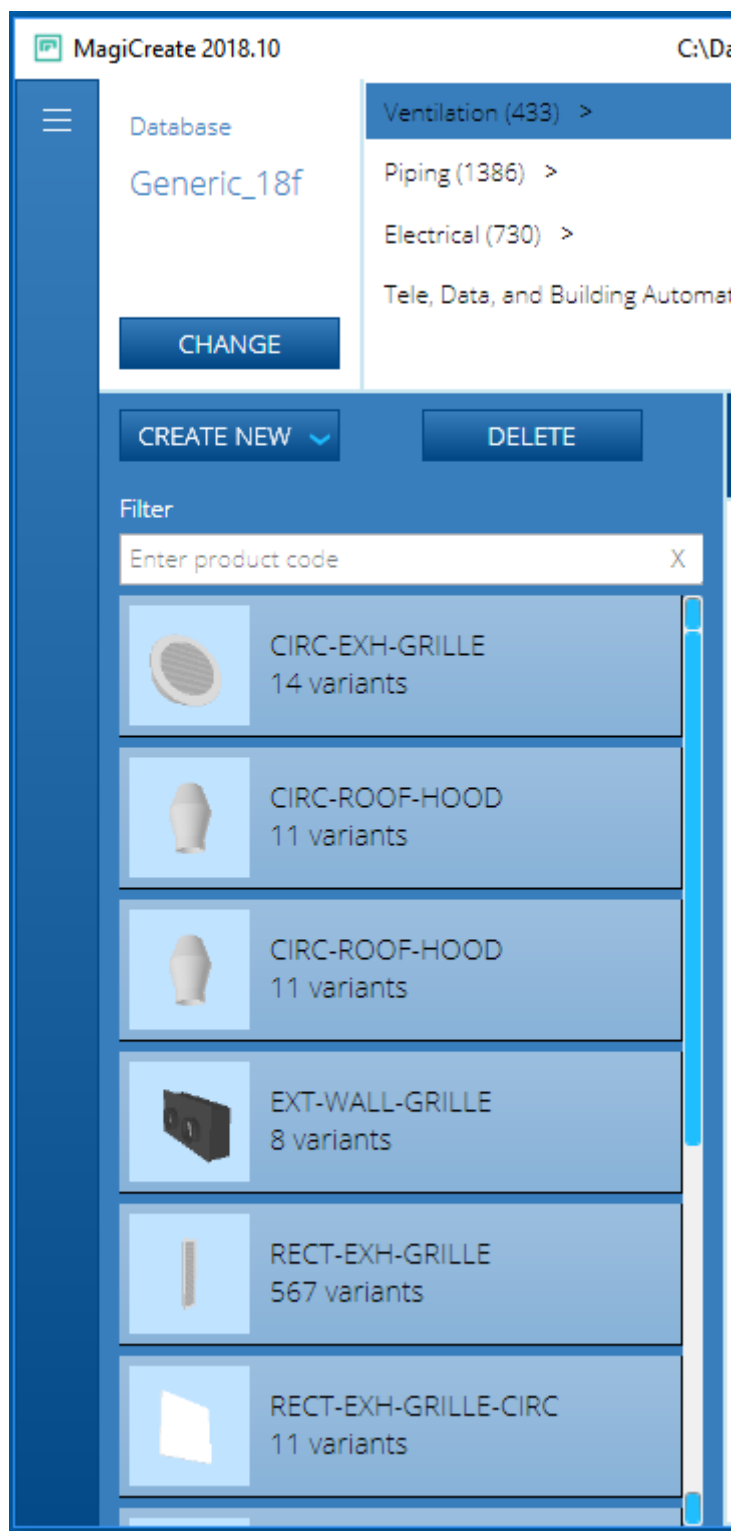 MagiCreate 2018.10
C:\Da
Database
Generic_18f
CHANGE
Ventilation (433) >
Piping (1386) >
Electrical (730) >
Tele, Data, and Building Automat
CREATE NEW
DELETE
Filter
Enter product code X
CIRC-EXH-GRILLE
14 variants
CIRC-ROOF-HOOD
11 variants
CIRC-ROOF-HOOD
11 variants
EXT-WALL-GRILLE
8 variants
RECT-EXH-GRILLE
567 variants
RECT-EXH-GRILLE-CIRC
11 variants